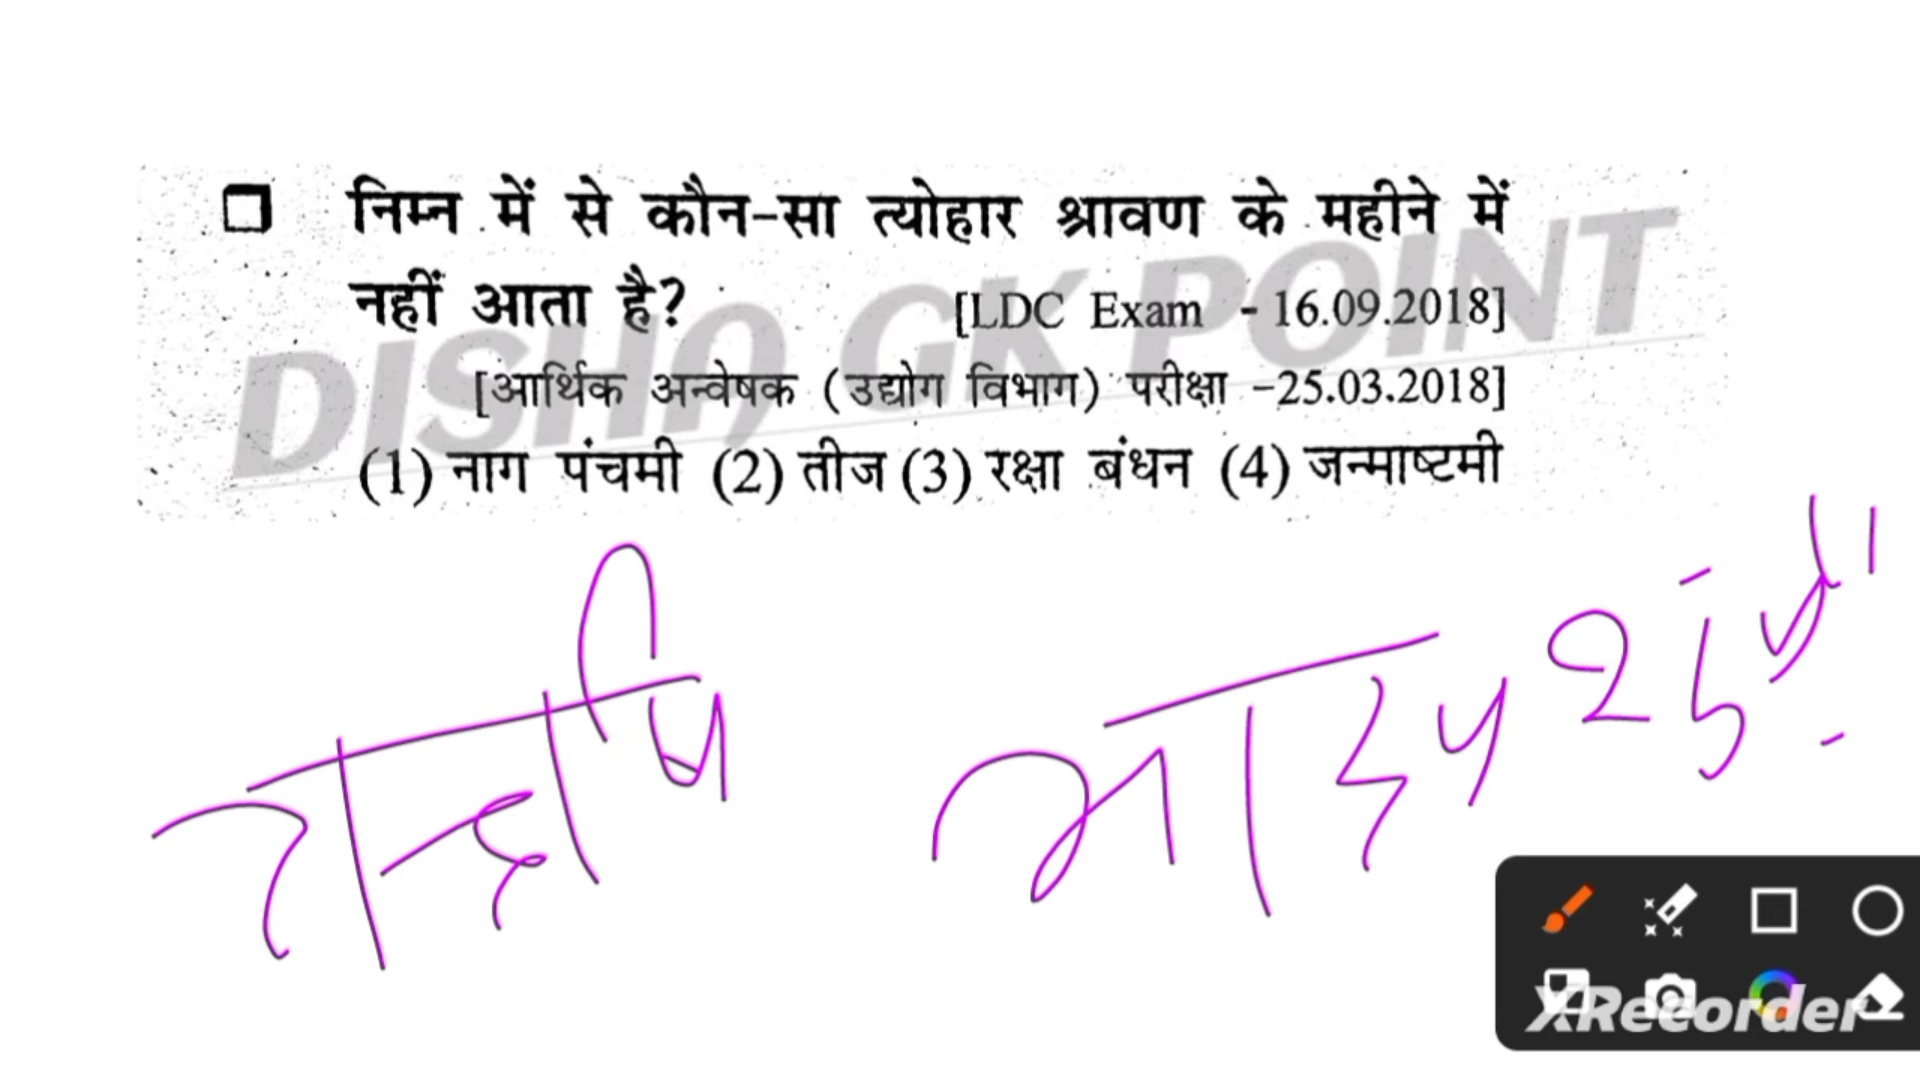 निम्न में से कौन-सा त्योहार श्रावण के महीने में
नहीं आता है? [LDC Exam - 16.09.2018]
[आर्थिक अन्वेषक (उद्योग विभाग) परीक्षा -25.03.2018]
(1) नाग पंचमी (2) तीज (3) रक्षा बंधन (4) जन्माष्टमी
DISHA GK POINT
XRecorder